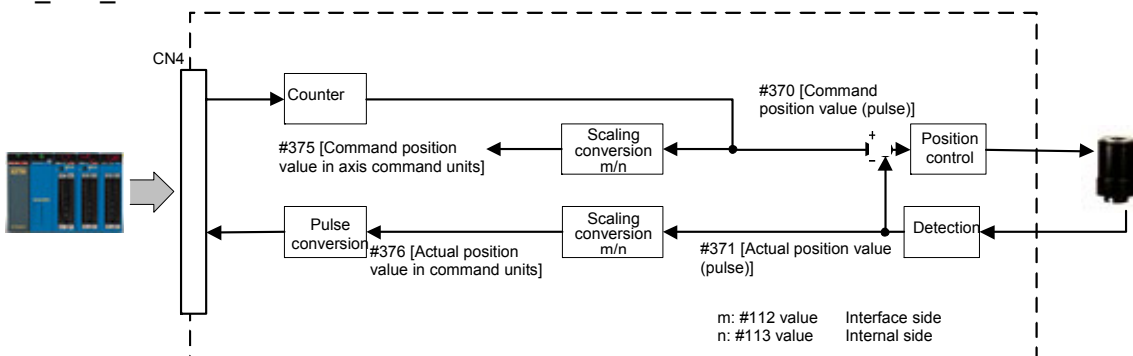 CN4
Counter
#370 [Command
position value (pulse)]
+
-
Position
control
#375 [Command position
value in axis command units]
Scaling
conversion
m/n
Pulse
conversion
#376 [Actual position
value in command units]
Scaling
conversion
m/n
#371 [Actual position value
(pulse)]
Detection
m: #112 value Interface side
n: #113 value Internal side